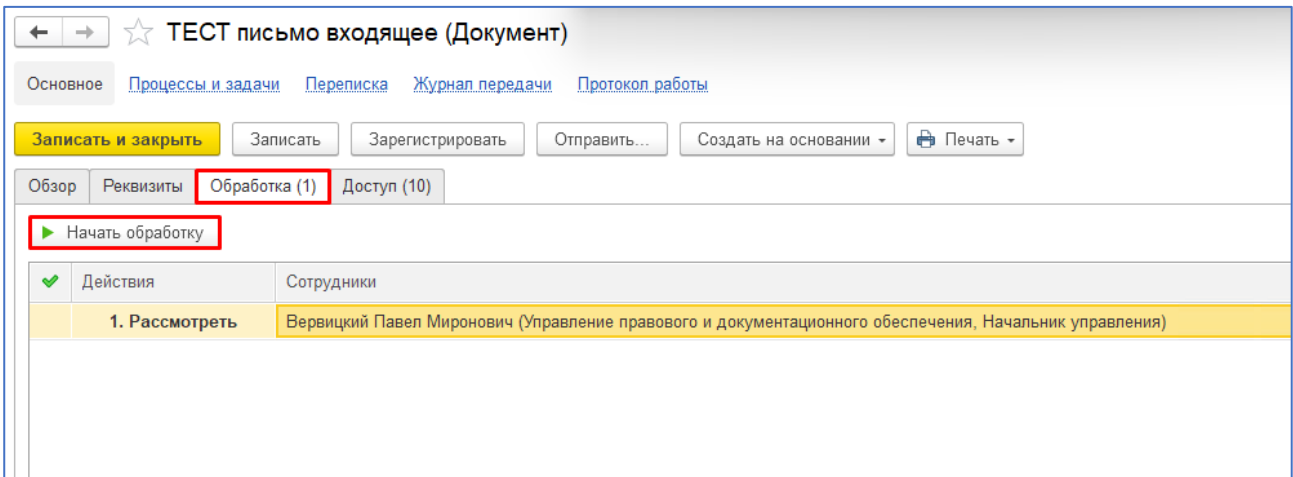 ТЕСТ письмо входящее (Документ)
Основное Процессы и задачи Переписка Журнал передачи Протокол работы
Записать и закрыть Записать Зарегистрировать Отправить... Создать на основании Печать
Обзор Реквизиты Обработка (1) Доступ (10)
Начать обработку
Действия Сотрудники
1. Рассмотреть Вервицкий Павел Миронович (Управление правового и документационного обеспечения, Начальник управления)